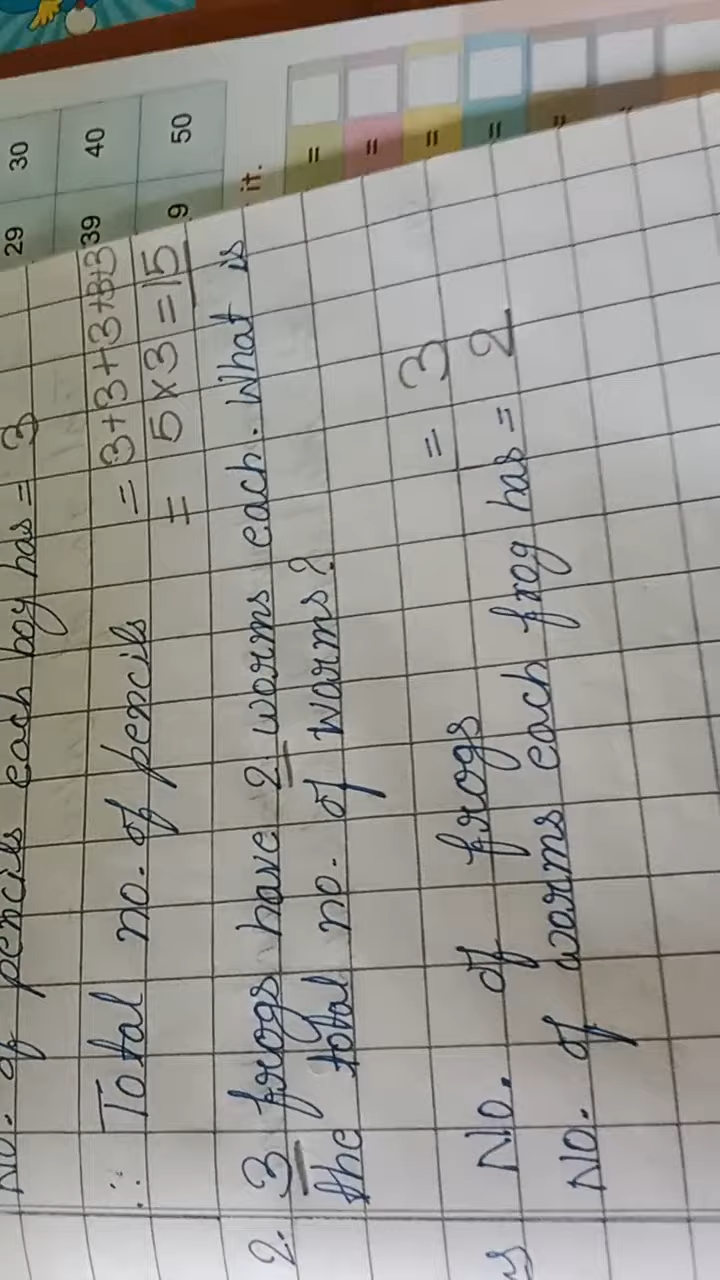 29 30
39 40
9 50
it.
=
=
=
=
=
No. of pencils each boy has = 3
∴ Total no. of pencils = 3+3+3+3+3
= 5×3 = 15
2. 3 frogs have 2 worms each. What is
the total no. of worms?
No. of frogs = 3
No. of worms each frog has = 2